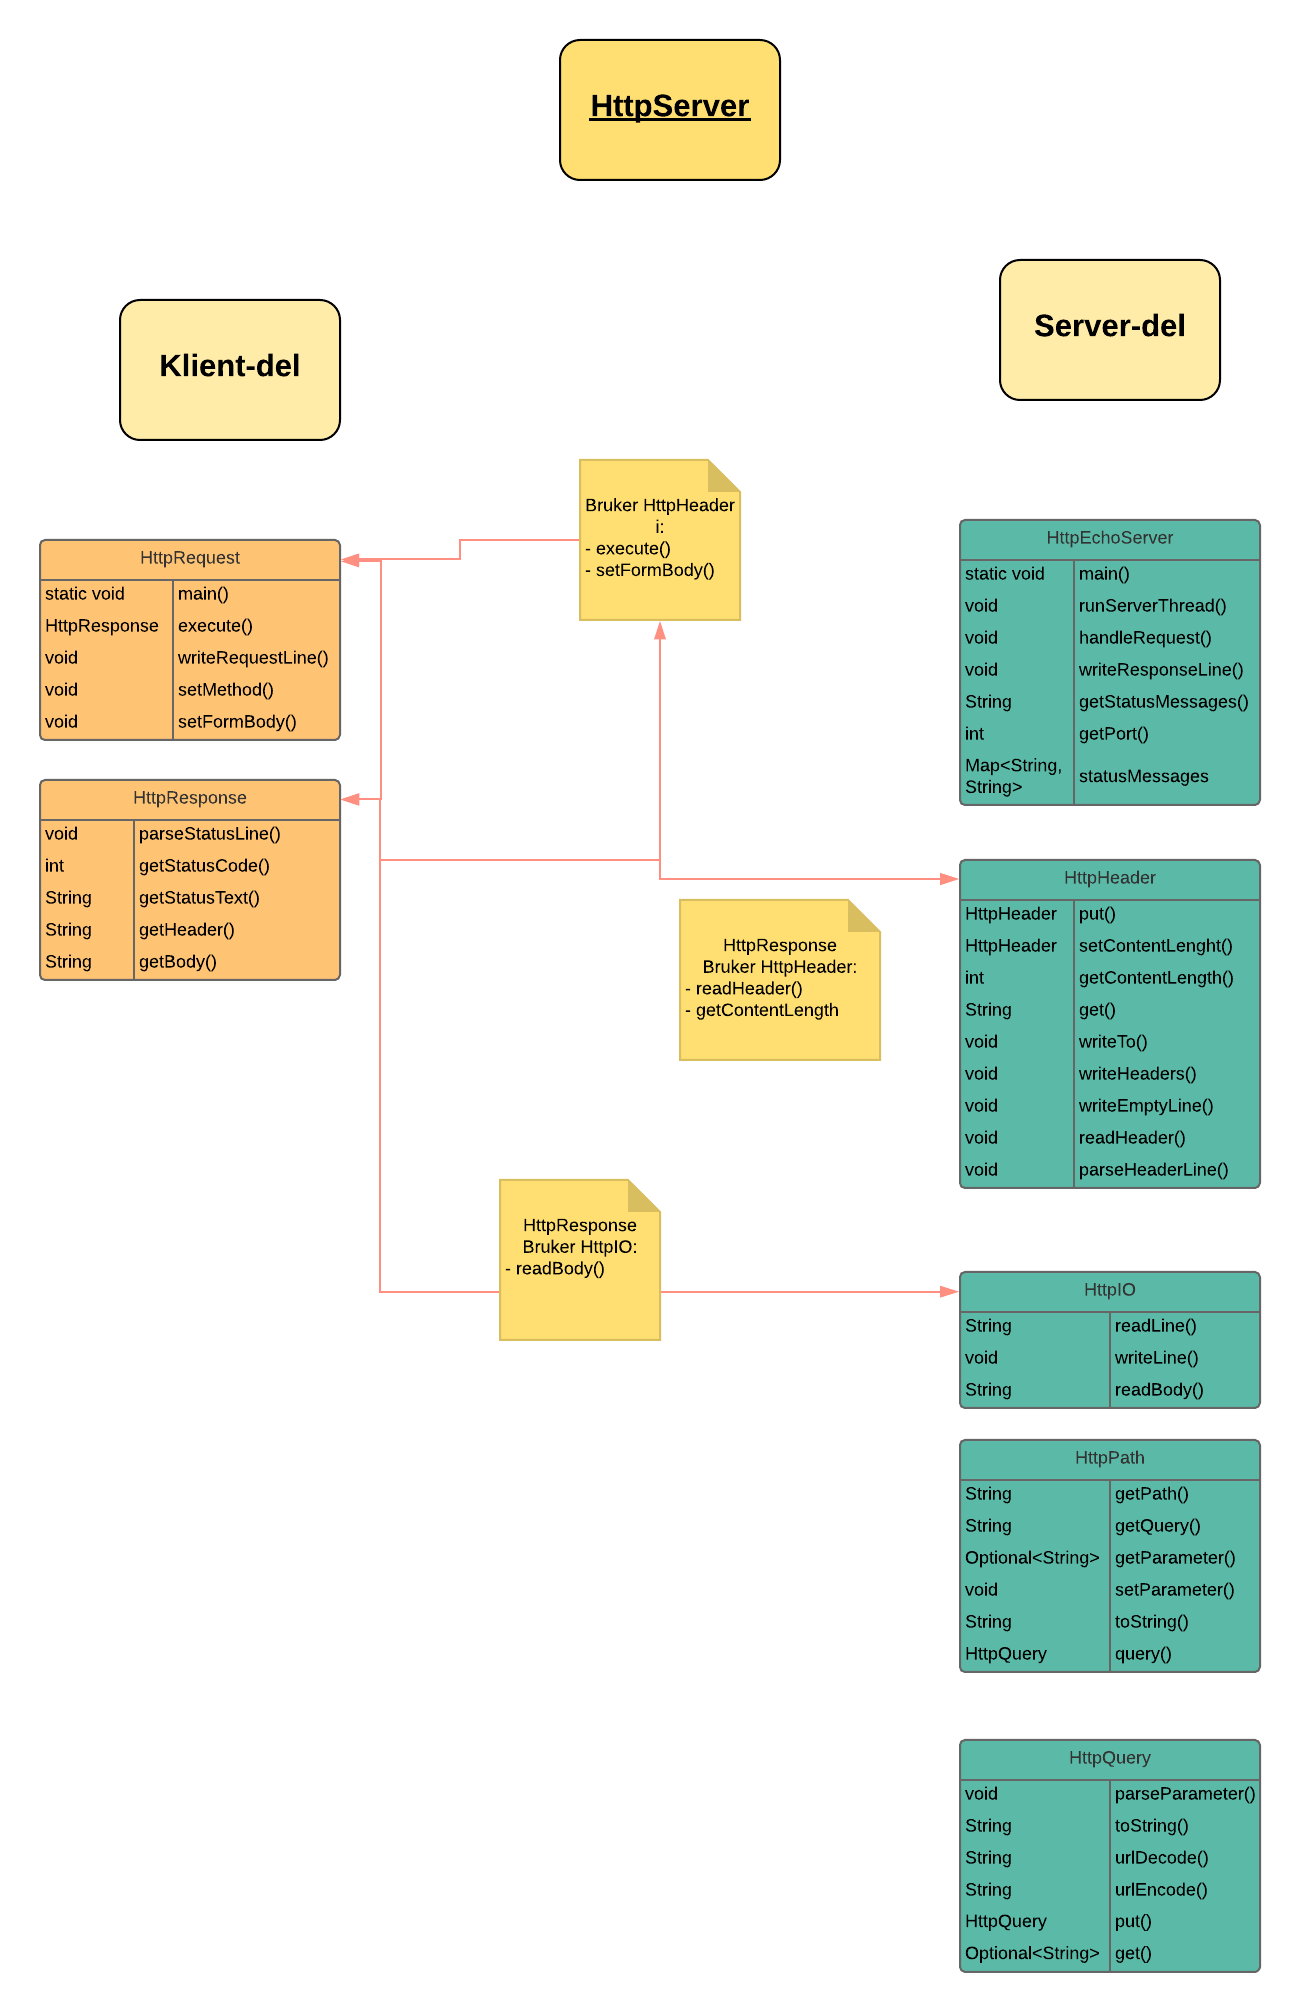 HttpServer
Klient-del
Server-del
Bruker HttpHeader
i:
- execute()
- setFormBody()
HttpRequest
static void main()
HttpResponse execute()
void writeRequestLine()
void setMethod()
void setFormBody()
HttpResponse
void parseStatusLine()
int getStatusCode()
String getStatusText()
String getHeader()
String getBody()
HttpEchoServer
static void main()
void runServerThread()
void handleRequest()
void writeResponseLine()
String getStatusMessages()
int getPort()
Map<String,
String> statusMessages
HttpHeader
HttpHeader put()
HttpHeader setContentLenght()
int getContentLength()
String get()
void writeTo()
void writeHeaders()
void writeEmptyLine()
void readHeader()
void parseHeaderLine()
HttpResponse
Bruker HttpHeader:
- readHeader()
- getContentLength
HttpResponse
Bruker HttpIO:
- readBody()
HttpIO
String readLine()
void writeLine()
String readBody()
HttpPath
String getPath()
String getQuery()
Optional<String> getParameter()
void setParameter()
String toString()
HttpQuery query()
HttpQuery
void parseParameter()
String toString()
String urlDecode()
String urlEncode()
HttpQuery put()
Optional<String> get()